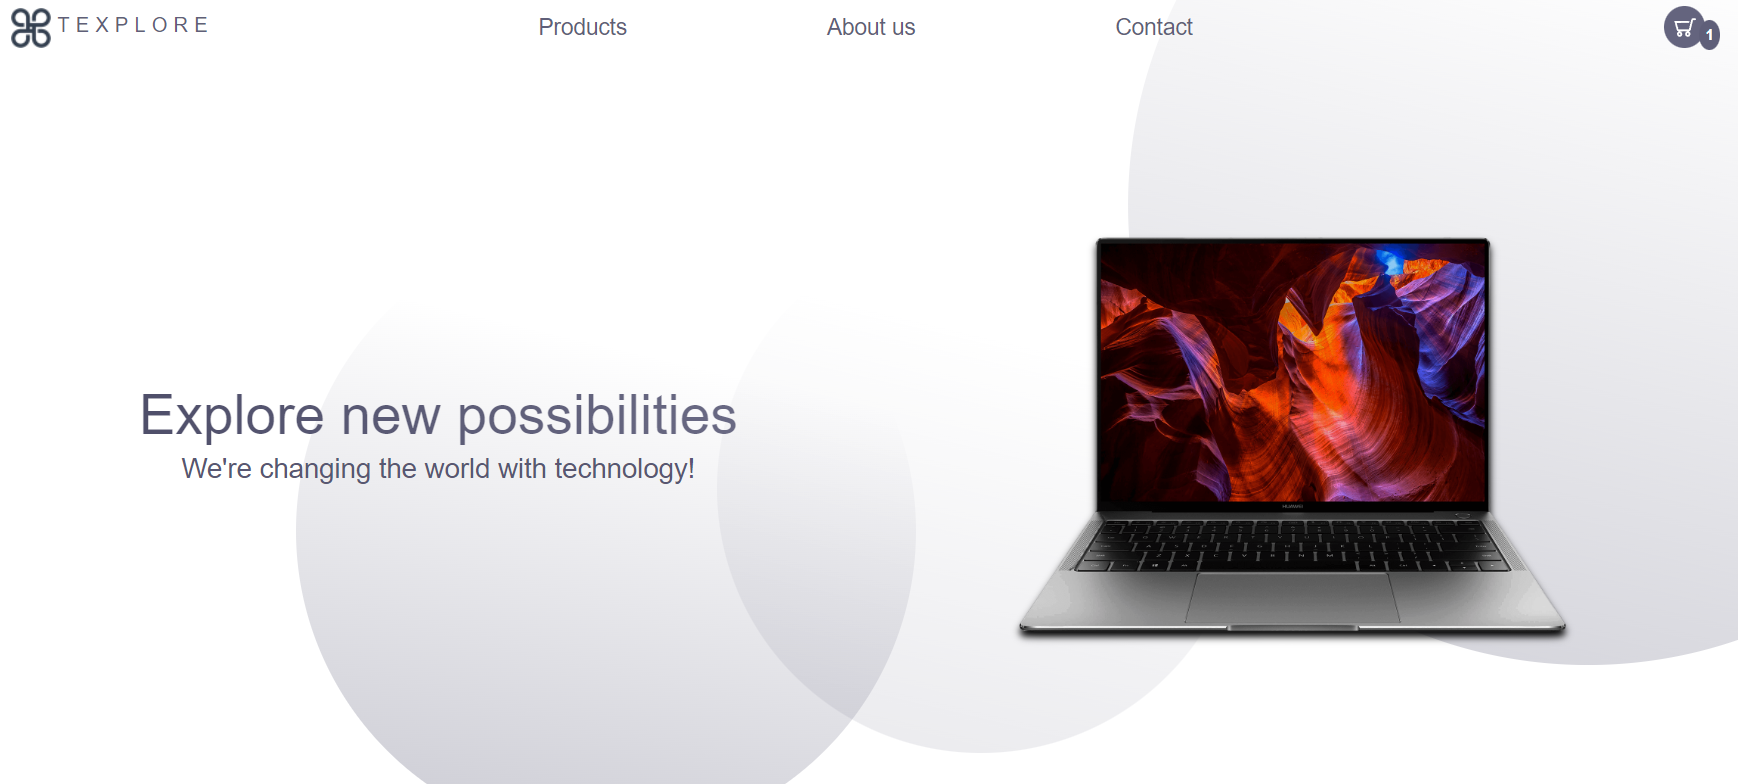 TEXPLORE
Products
About us
Contact
1
Explore new possibilities
We're changing the world with technology!
HUAWEI